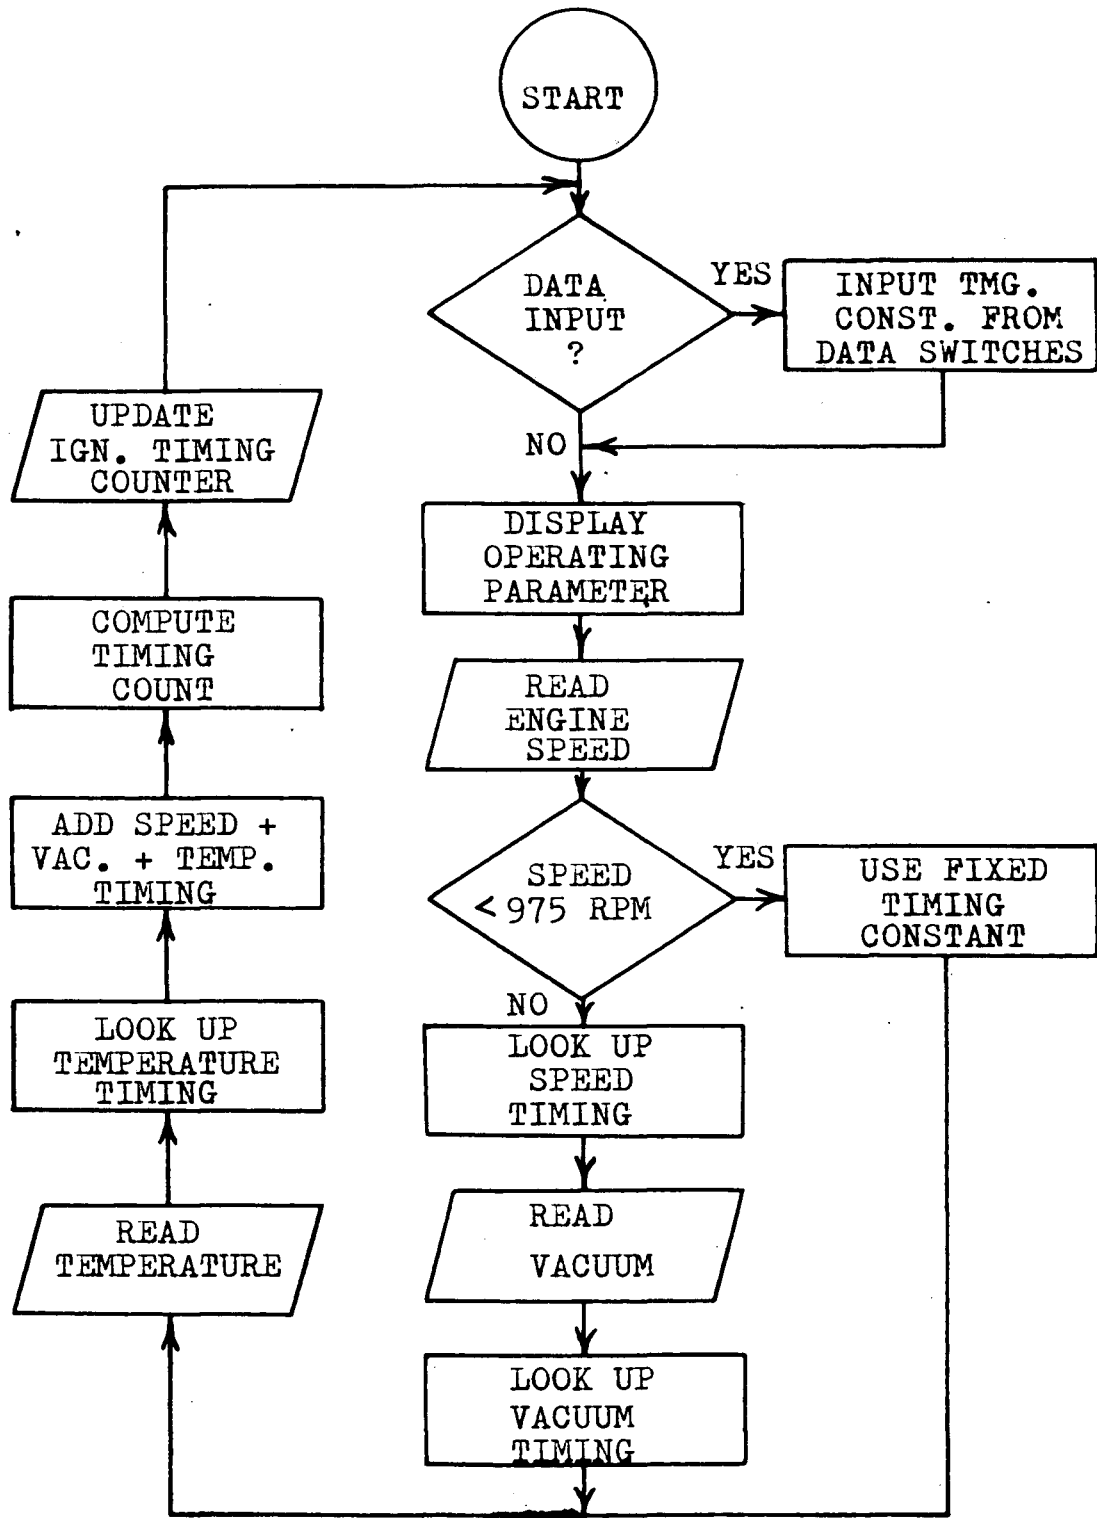 START
DATA
INPUT
?
YES
INPUT TMG.
CONST. FROM
DATA SWITCHES
NO
DISPLAY
OPERATING
PARAMETER
READ
ENGINE
SPEED
SPEED
< 975 RPM
YES
USE FIXED
TIMING
CONSTANT
NO
LOOK UP
SPEED
TIMING
READ
VACUUM
LOOK UP
VACUUM
TIMING
READ
TEMPERATURE
LOOK UP
TEMPERATURE
TIMING
ADD SPEED +
VAC. + TEMP.
TIMING
COMPUTE
TIMING
COUNT
UPDATE
IGN. TIMING
COUNTER